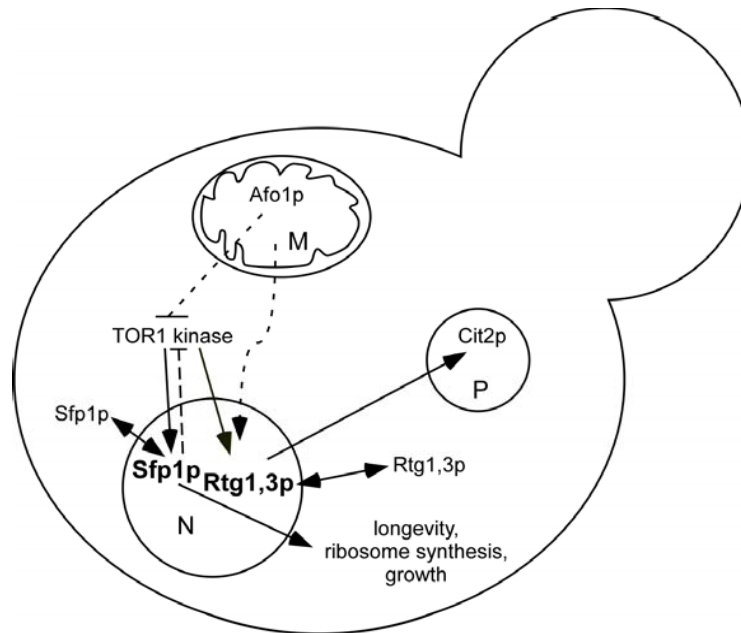 Afo1p
M
TOR1 kinase
Cit2p
P
Sfp1p
Sfp1p
Rtg1,3p
Rtg1,3p
N
longevity,
ribosome synthesis,
growth